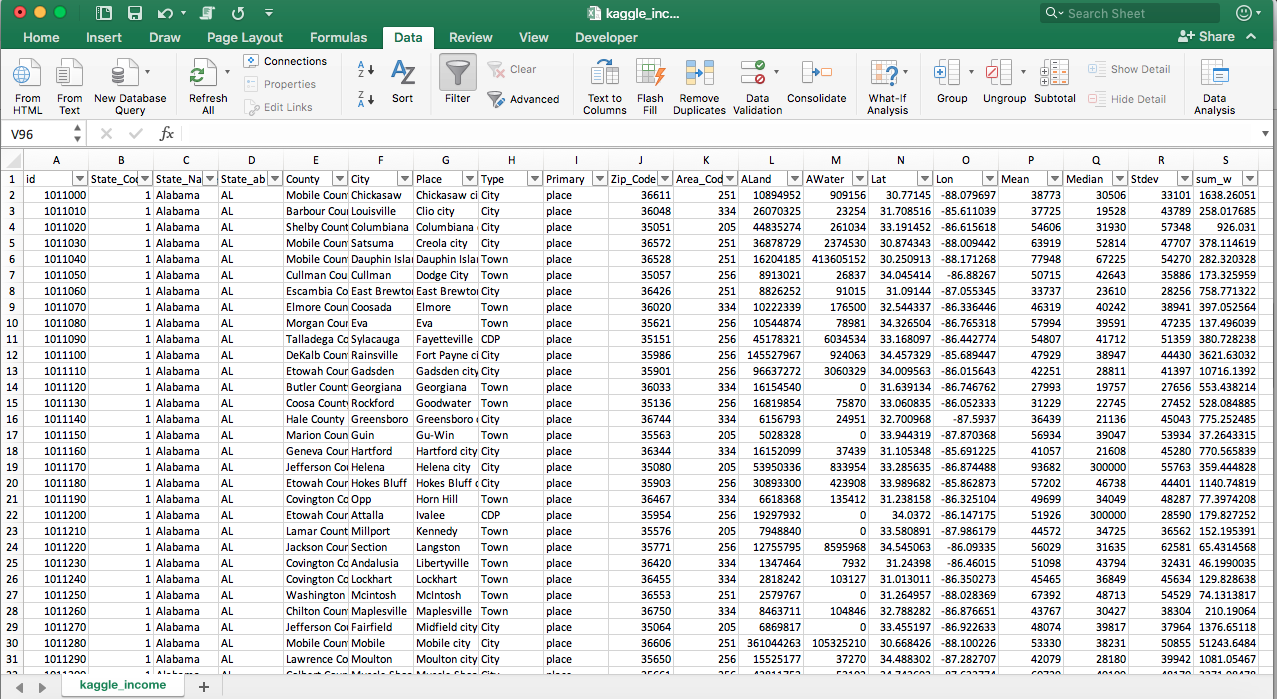 kaggle_inc...
Search Sheet
Home Insert Draw Page Layout Formulas Data Review View Developer Share
Connections Clear Show Detail
Properties
Advanced
Edit Links Hide Detail
From HTML From Text New Database Query Refresh All Sort Filter Text to Columns Flash Fill Remove Duplicates Data Validation Consolidate What-If Analysis Group Ungroup Subtotal Data Analysis
V96 fx
A B C D E F G H I J K L M N O P Q R S
1 id State_Coc State_Na State_ab County City Place Type Primary Zip_Code Area_Cod ALand AWater Lat Lon Mean Median Stdev sum_w
2 1011000 1 Alabama AL Mobile Coun Chickasaw Chickasaw ci City place 36611 251 10894952 909156 30.77145 -88.079697 38773 30506 33101 1638.26051
3 1011010 1 Alabama AL Barbour Cou Louisville Clio city City place 36048 334 26070325 23254 31.708516 -85.611039 37725 19528 43789 258.017685
4 1011020 1 Alabama AL Shelby Count Columbiana Columbiana City place 35051 205 44835274 261034 33.191452 -86.615618 54606 31930 57348 926.031
5 1011030 1 Alabama AL Mobile Coun Satsuma Creola city City place 36572 251 36878729 2374530 30.874343 -88.009442 63919 52814 47707 378.114619
6 1011040 1 Alabama AL Mobile Coun Dauphin Islan Dauphin Islan Town place 36528 251 16204185 413605152 30.250913 -88.171268 77948 67225 54270 282.320328
7 1011050 1 Alabama AL Cullman Cou Cullman Dodge City Town place 35057 256 8913021 26837 34.045414 -86.88267 50715 42643 35886 173.325959
8 1011060 1 Alabama AL Escambia Co East Brewton East Brewton City place 36426 251 8826252 91015 31.09144 -87.055345 33737 23610 28256 758.771322
9 1011070 1 Alabama AL Elmore Coun Coosada Elmore Town place 36020 334 10222339 176500 32.544337 -86.336446 46319 40242 38941 397.052564
10 1011080 1 Alabama AL Morgan Coun Eva Eva Town place 35621 256 10544874 78981 34.326504 -86.765318 57994 39591 47235 137.496039
11 1011090 1 Alabama AL Talladega Co Sylacauga Fayetteville CDP place 35151 256 45178321 6034534 33.168097 -86.442774 54807 41712 51359 380.728238
12 1011100 1 Alabama AL DeKalb Coun Rainsville Fort Payne ci City place 35986 256 145527967 924063 34.457329 -85.689447 47929 38947 44430 3621.63032
13 1011110 1 Alabama AL Etowah Coun Gadsden Gadsden city City place 35901 256 96637272 3060329 34.009563 -86.015643 42251 28811 41397 10716.1392
14 1011120 1 Alabama AL Butler Count Georgiana Georgiana Town place 36033 334 16154540 0 31.639134 -86.746762 27993 19757 27656 553.438214
15 1011130 1 Alabama AL Coosa County Rockford Goodwater Town place 35136 256 16819854 75870 33.060835 -86.052333 31229 22745 27452 528.084885
16 1011140 1 Alabama AL Hale County Greensboro Greensboro City place 36744 334 6156793 24951 32.700968 -87.5937 36439 21136 45043 775.252485
17 1011150 1 Alabama AL Marion Coun Guin Gu-Win Town place 35563 205 5028328 0 33.944319 -87.870368 56934 39047 53934 37.2643315
18 1011160 1 Alabama AL Geneva Coun Hartford Hartford city City place 36344 334 16152099 37439 31.105348 -85.691225 41057 21608 45280 770.565839
19 1011170 1 Alabama AL Jefferson Cou Helena Helena city City place 35080 205 53950336 833954 33.285635 -86.874488 93682 300000 55763 359.444828
20 1011180 1 Alabama AL Etowah Coun Hokes Bluff Hokes Bluff c City place 35903 256 30893300 423908 33.989682 -85.862873 57202 46738 44401 1140.74819
21 1011190 1 Alabama AL Covington Co Opp Horn Hill Town place 36467 334 6618368 135412 31.238158 -86.325104 49699 34049 48287 77.3974208
22 1011200 1 Alabama AL Etowah Coun Attalla Ivalee CDP place 35954 256 19297932 0 34.0372 -86.147175 51926 300000 28590 179.827252
23 1011210 1 Alabama AL Lamar County Millport Kennedy Town place 35576 205 7948840 0 33.580891 -87.986179 44572 34725 36562 152.195391
24 1011220 1 Alabama AL Jackson Coun Section Langston Town place 35771 256 12755795 8595968 34.545063 -86.09335 56029 31635 62581 65.4314568
25 1011230 1 Alabama AL Covington Co Andalusia Libertyville Town place 36420 334 1347464 7932 31.24398 -86.46015 51098 43794 32431 46.1990035
26 1011240 1 Alabama AL Covington Co Lockhart Lockhart Town place 36455 334 2818242 103127 31.013011 -86.350273 45465 36849 45634 129.828638
27 1011250 1 Alabama AL Washington Mcintosh McIntosh Town place 36553 251 2579767 0 31.264957 -88.028369 67392 48713 54529 74.1313817
28 1011260 1 Alabama AL Chilton Coun Maplesville Maplesville Town place 36750 334 8463711 104846 32.788282 -86.876651 43767 30427 38304 210.19064
29 1011270 1 Alabama AL Jefferson Cou Fairfield Midfield city City place 35064 205 6869817 0 33.455197 -86.922633 48074 39817 37964 1376.65118
30 1011280 1 Alabama AL Mobile Coun Mobile Mobile city City place 36606 251 361044263 105325210 30.668426 -88.100226 53330 38231 50855 51243.6484
31 1011290 1 Alabama AL Lawrence Co Moulton Moulton city City place 35650 256 15525177 37270 34.488302 -87.282707 42079 28180 39942 1081.05467
kaggle_income +